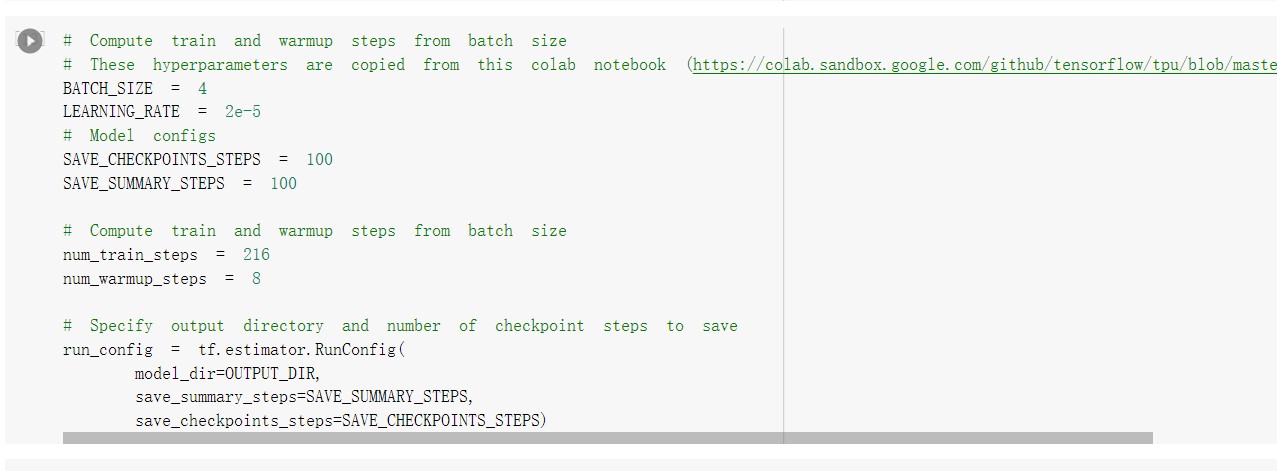 # Compute train and warmup steps from batch size
# These hyperparameters are copied from this colab notebook (https://colab.sandbox.google.com/github/tensorflow/tpu/blob/maste
BATCH_SIZE = 4
LEARNING_RATE = 2e-5
# Model configs
SAVE_CHECKPOINTS_STEPS = 100
SAVE_SUMMARY_STEPS = 100
# Compute train and warmup steps from batch size
num_train_steps = 216
num_warmup_steps = 8
# Specify output directory and number of checkpoint steps to save
run_config = tf.estimator.RunConfig(
model_dir=OUTPUT_DIR,
save_summary_steps=SAVE_SUMMARY_STEPS,
save_checkpoints_steps=SAVE_CHECKPOINTS_STEPS)